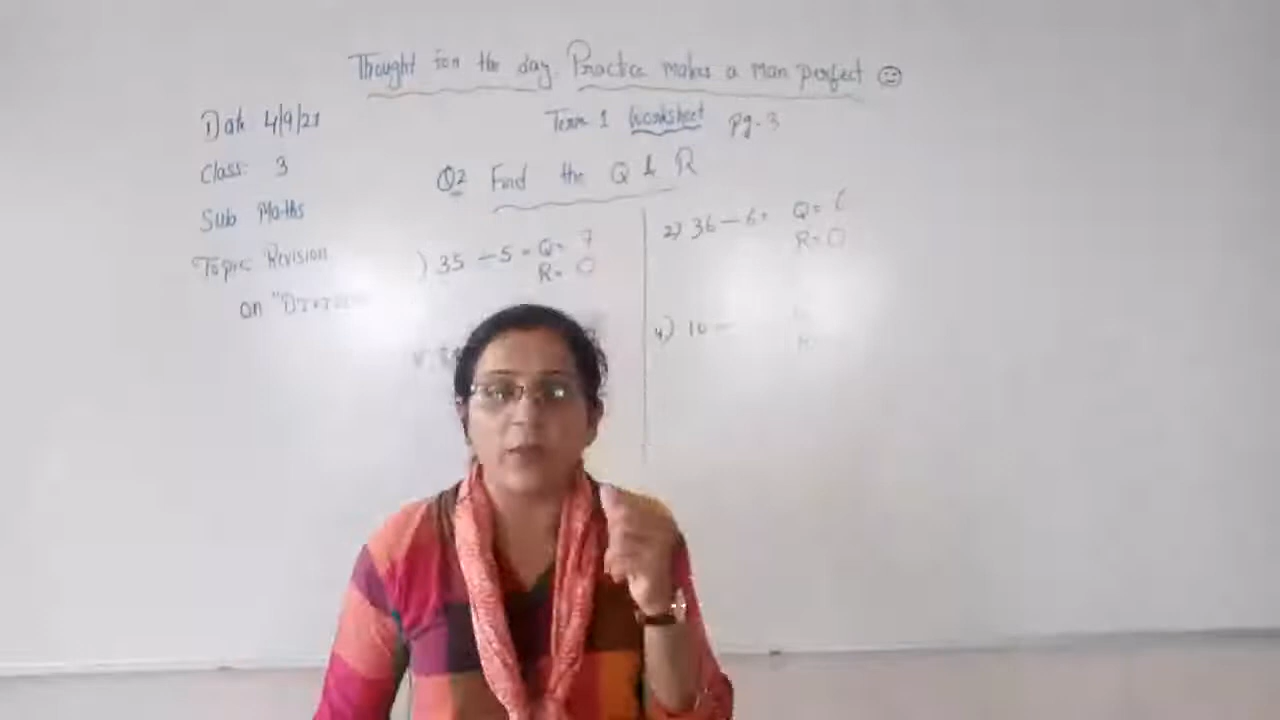 Thought for the day. Practice makes a man perfect ☺
Date 4/9/21
Term 1 Worksheet pg. 3
Class: 3
Q2 Find the Q & R
Sub Maths
Topic Revision
on
) 35 — 5 = Q = 7
R = 0
2) 36 — 6 = Q = 6
R = 0
4) 10 —